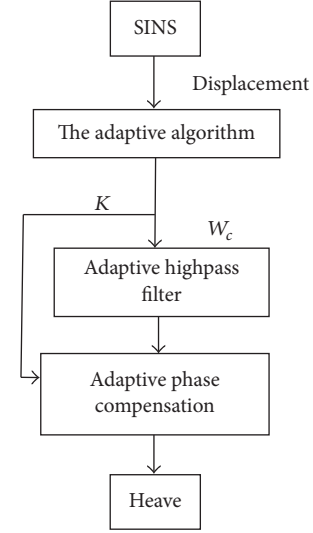 SINS
Displacement
The adaptive algorithm
K
W_c
Adaptive highpass
filter
Adaptive phase
compensation
Heave